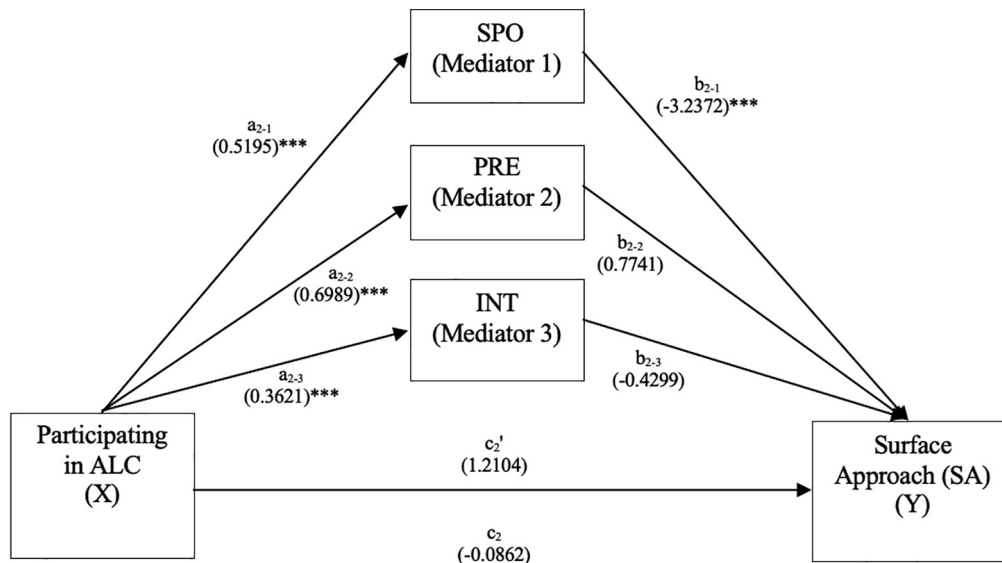 SPO
(Mediator 1)
b2-1
(-3.2372)***
a2-1
(0.5195)***
PRE
(Mediator 2)
b2-2
(0.7741)
a2-2
(0.6989)***
INT
(Mediator 3)
b2-3
(-0.4299)
a2-3
(0.3621)***
Participating
in ALC
(X)
c2'
(1.2104)
Surface
Approach (SA)
(Y)
c2
(-0.0862)